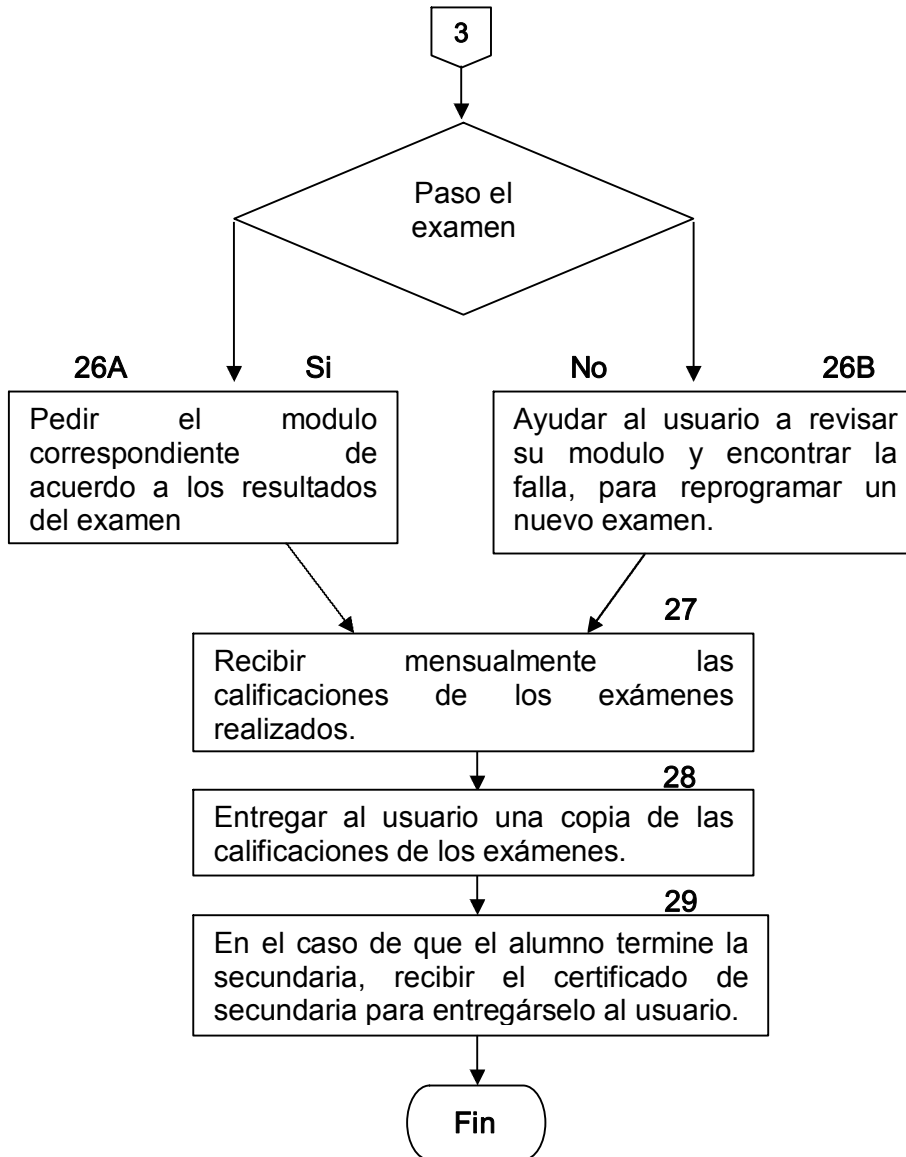 3
Paso el
examen
26A Si
No 26B
Pedir el modulo
correspondiente de
acuerdo a los resultados
del examen
Ayudar al usuario a revisar
su modulo y encontrar la
falla, para reprogramar un
nuevo examen.
27
Recibir mensualmente las
calificaciones de los exámenes
realizados.
28
Entregar al usuario una copia de las
calificaciones de los exámenes.
29
En el caso de que el alumno termine la
secundaria, recibir el certificado de
secundaria para entregárselo al usuario.
Fin